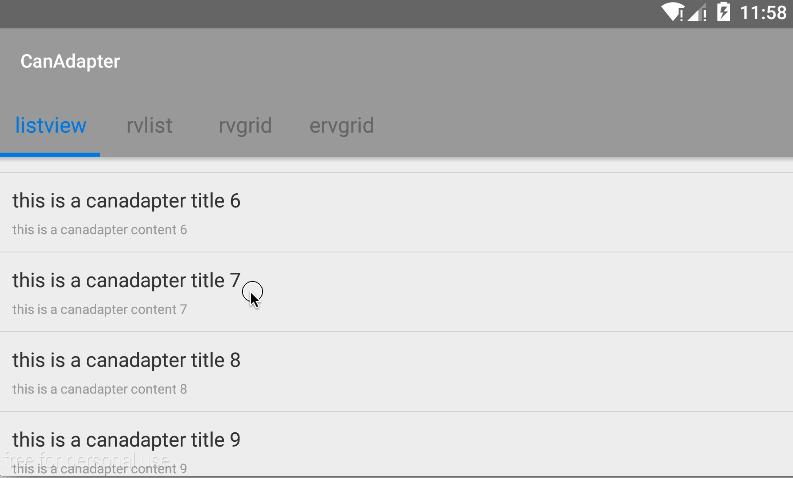 11:58
CanAdapter
listview rvlist rvgrid ervgrid
this is a canadapter title 6
this is a canadapter content 6
this is a canadapter title 7
this is a canadapter content 7
this is a canadapter title 8
this is a canadapter content 8
this is a canadapter title 9
free for personal use
this is a canadapter content 9